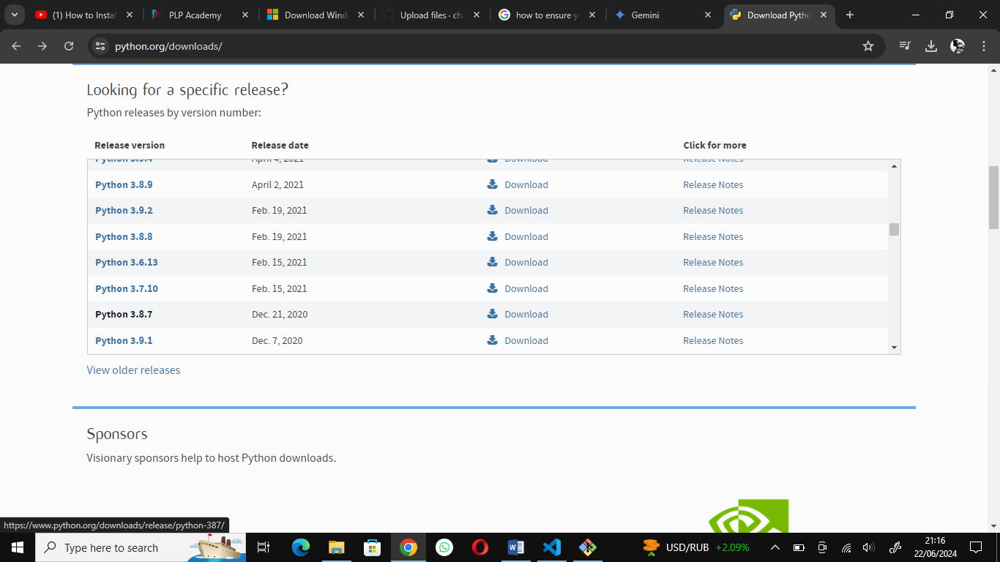 (1) How to Instal
PLP Academy
Download Wind
Upload files · cha
how to ensure y
Gemini
Download Pytho
python.org/downloads/
Looking for a specific release?
Python releases by version number:
Release version Release date Click for more
Python 3.9.4 April 4, 2021 Download Release Notes
Python 3.8.9 April 2, 2021 Download Release Notes
Python 3.9.2 Feb. 19, 2021 Download Release Notes
Python 3.8.8 Feb. 19, 2021 Download Release Notes
Python 3.6.13 Feb. 15, 2021 Download Release Notes
Python 3.7.10 Feb. 15, 2021 Download Release Notes
Python 3.8.7 Dec. 21, 2020 Download Release Notes
Python 3.9.1 Dec. 7, 2020 Download Release Notes
View older releases
Sponsors
Visionary sponsors help to host Python downloads.
https://www.python.org/downloads/release/python-387/
Type here to search
USD/RUB +2.09%
21:16
22/06/2024